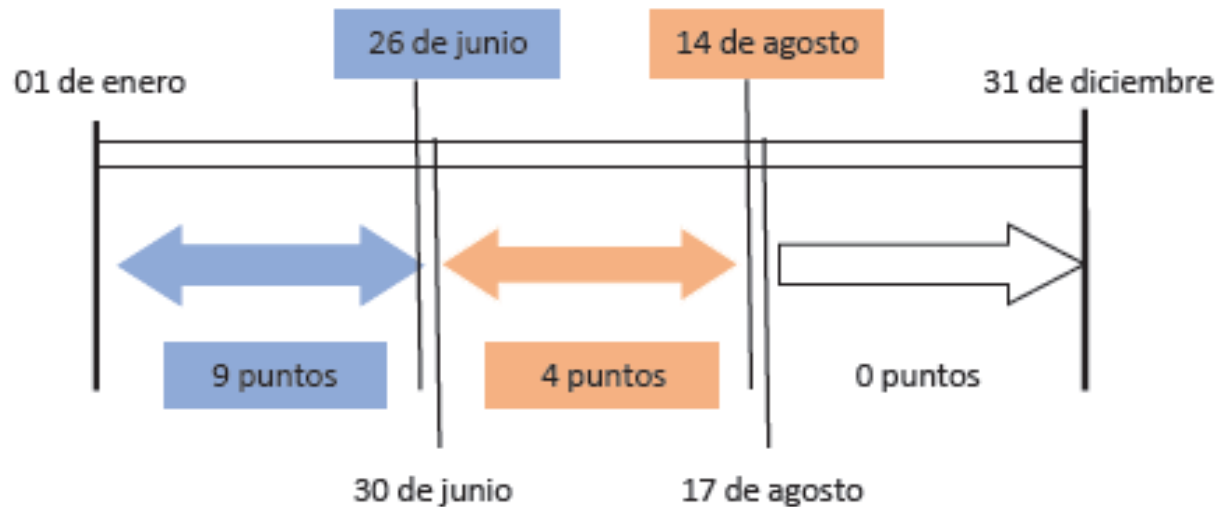 26 de junio
14 de agosto
01 de enero
31 de diciembre
9 puntos
4 puntos
0 puntos
30 de junio
17 de agosto